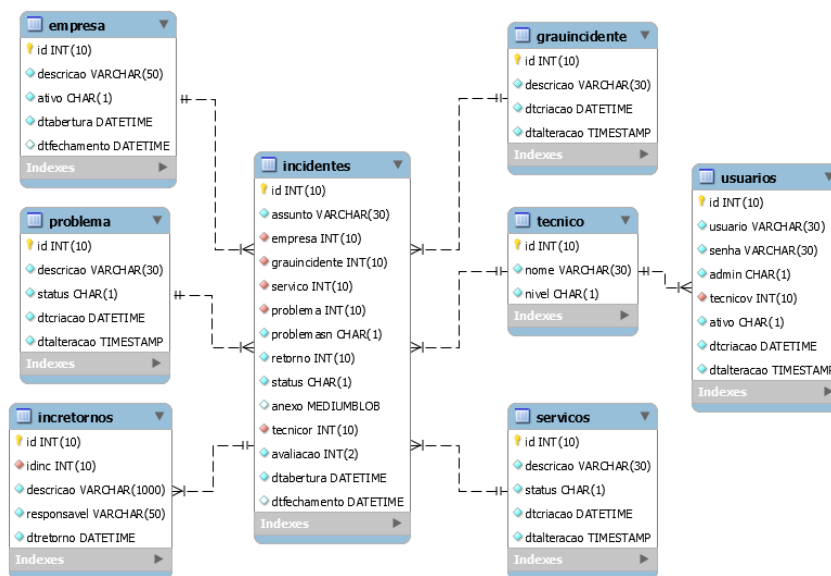 empresa
id INT(10)
descricao VARCHAR(50)
ativo CHAR(1)
dtabertura DATETIME
dtfechamento DATETIME
Indexes
problema
id INT(10)
descricao VARCHAR(30)
status CHAR(1)
dtcriacao DATETIME
dtalteracao TIMESTAMP
Indexes
incretornos
id INT(10)
idinc INT(10)
descricao VARCHAR(1000)
responsavel VARCHAR(50)
dtretorno DATETIME
Indexes
incidentes
id INT(10)
assunto VARCHAR(30)
empresa INT(10)
grauincidente INT(10)
servico INT(10)
problema INT(10)
problemasn CHAR(1)
retorno INT(10)
status CHAR(1)
anexo MEDIUMBLOB
tecnicor INT(10)
avaliacao INT(2)
dtabertura DATETIME
dtfechamento DATETIME
Indexes
grauincidente
id INT(10)
descricao VARCHAR(30)
dtcriacao DATETIME
dtalteracao TIMESTAMP
Indexes
tecnico
id INT(10)
nome VARCHAR(30)
nivel CHAR(1)
Indexes
servicos
id INT(10)
descricao VARCHAR(30)
status CHAR(1)
dtcriacao DATETIME
dtalteracao TIMESTAMP
Indexes
usuarios
id INT(10)
usuario VARCHAR(30)
senha VARCHAR(30)
admin CHAR(1)
tecnicov INT(10)
ativo CHAR(1)
dtcriacao DATETIME
dtalteracao TIMESTAMP
Indexes